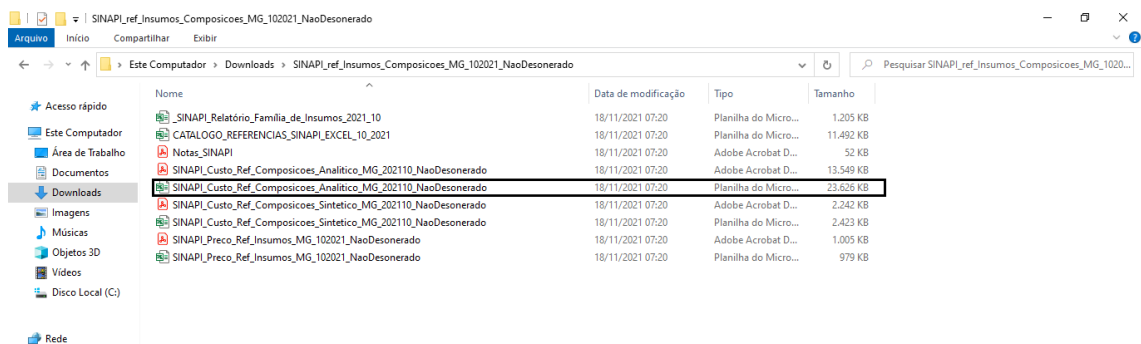 SINAPI_ref_Insumos_Composicoes_MG_102021_NaoDesonerado
Arquivo Início Compartilhar Exibir
Este Computador > Downloads > SINAPI_ref_Insumos_Composicoes_MG_102021_NaoDesonerado
Pesquisar SINAPI_ref_Insumos_Composicoes_MG_1020...
Acesso rápido
Este Computador
Área de Trabalho
Documentos
Downloads
Imagens
Músicas
Objetos 3D
Vídeos
Disco Local (C:)
Rede
Nome Data de modificação Tipo Tamanho
_SINAPI_Relatório_Família_de_Insumos_2021_10 18/11/2021 07:20 Planilha do Micro... 1.205 KB
CATALOGO_REFERENCIAS_SINAPI_EXCEL_10_2021 18/11/2021 07:20 Planilha do Micro... 11.492 KB
Notas_SINAPI 18/11/2021 07:20 Adobe Acrobat D... 52 KB
SINAPI_Custo_Ref_Composicoes_Analitico_MG_202110_NaoDesonerado 18/11/2021 07:20 Adobe Acrobat D... 13.549 KB
SINAPI_Custo_Ref_Composicoes_Analitico_MG_202110_NaoDesonerado 18/11/2021 07:20 Planilha do Micro... 23.626 KB
SINAPI_Custo_Ref_Composicoes_Sintetico_MG_202110_NaoDesonerado 18/11/2021 07:20 Adobe Acrobat D... 2.242 KB
SINAPI_Custo_Ref_Composicoes_Sintetico_MG_202110_NaoDesonerado 18/11/2021 07:20 Planilha do Micro... 2.423 KB
SINAPI_Preco_Ref_Insumos_MG_102021_NaoDesonerado 18/11/2021 07:20 Adobe Acrobat D... 1.005 KB
SINAPI_Preco_Ref_Insumos_MG_102021_NaoDesonerado 18/11/2021 07:20 Planilha do Micro... 979 KB